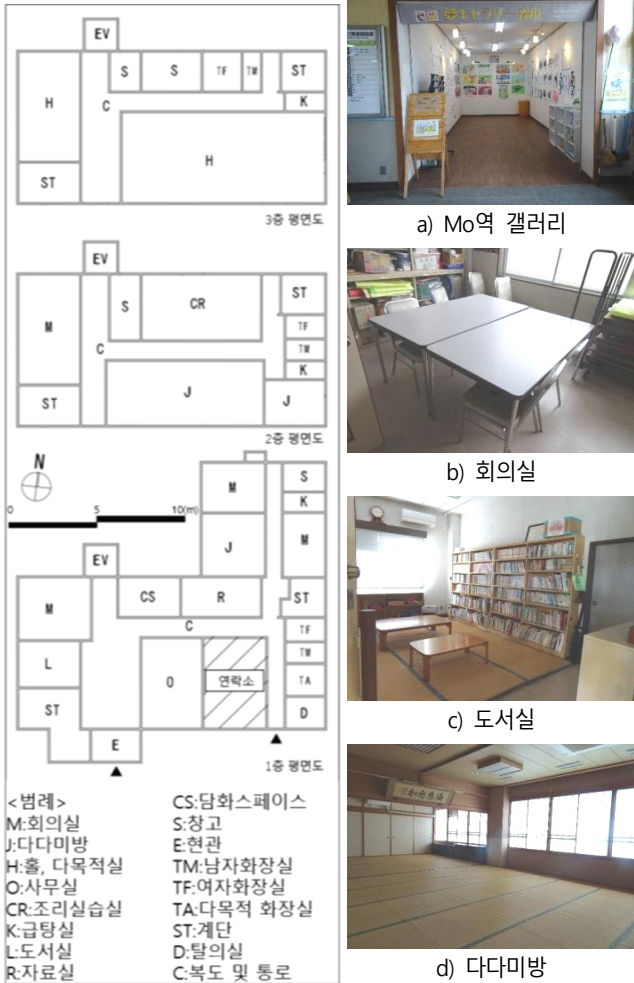 EV
S
S
TF
TM
ST
H
C
K
H
ST
3층 평면도
EV
S
CR
ST
M
TF
TM
C
K
J
J
ST
2층 평면도
N
0
5
10(m)
M
S
K
J
M
EV
CS
R
ST
M
C
TF
TM
L
O
연락소
TA
ST
D
E
1층 평면도
<범례>
M:회의실
J:다다미방
H:홀, 다목적실
O:사무실
CR:조리실습실
K:급탕실
L:도서실
R:자료실
CS:담화스페이스
S:창고
E:현관
TM:남자화장실
TF:여자화장실
TA:다목적 화장실
ST:계단
D:탈의실
C:복도 및 통로
a) Mo역 갤러리
b) 회의실
c) 도서실
d) 다다미방